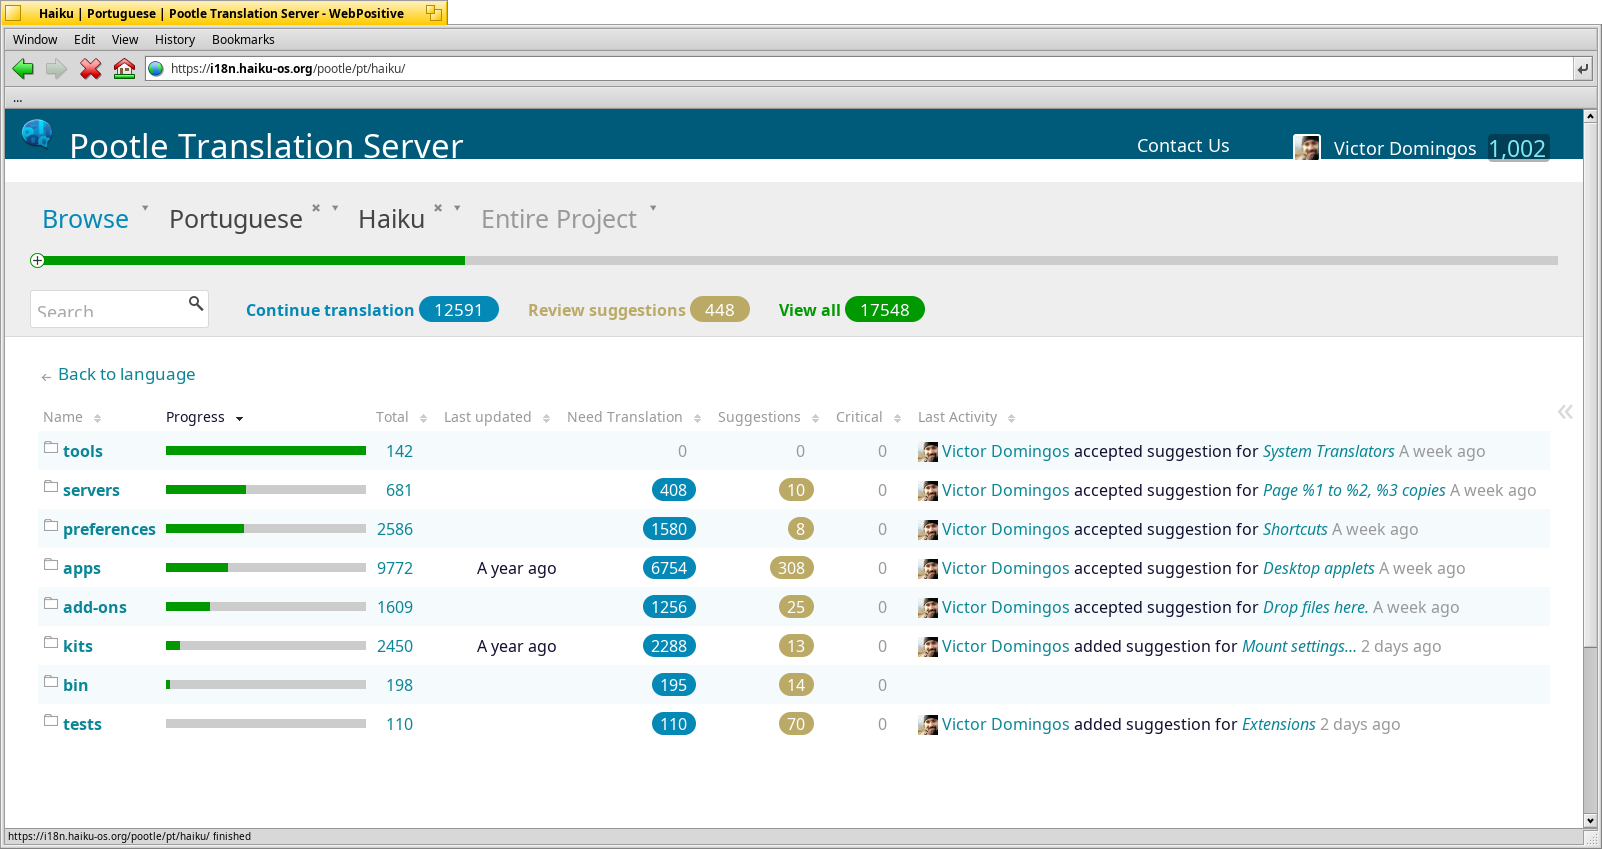 Haiku | Portuguese | Pootle Translation Server - WebPositive
Window Edit View History Bookmarks
https://i18n.haiku-os.org/pootle/pt/haiku/
...
Pootle Translation Server Contact Us Victor Domingos 1,002
Browse Portuguese Haiku Entire Project
Search Continue translation 12591 Review suggestions 448 View all 17548
← Back to language
Name Progress Total Last updated Need Translation Suggestions Critical Last Activity «
tools 142 0 0 0 Victor Domingos accepted suggestion for System Translators A week ago
servers 681 408 10 0 Victor Domingos accepted suggestion for Page %1 to %2, %3 copies A week ago
preferences 2586 1580 8 0 Victor Domingos accepted suggestion for Shortcuts A week ago
apps 9772 A year ago 6754 308 0 Victor Domingos accepted suggestion for Desktop applets A week ago
add-ons 1609 1256 25 0 Victor Domingos accepted suggestion for Drop files here. A week ago
kits 2450 A year ago 2288 13 0 Victor Domingos added suggestion for Mount settings... 2 days ago
bin 198 195 14 0
tests 110 110 70 0 Victor Domingos added suggestion for Extensions 2 days ago
https://i18n.haiku-os.org/pootle/pt/haiku/ finished